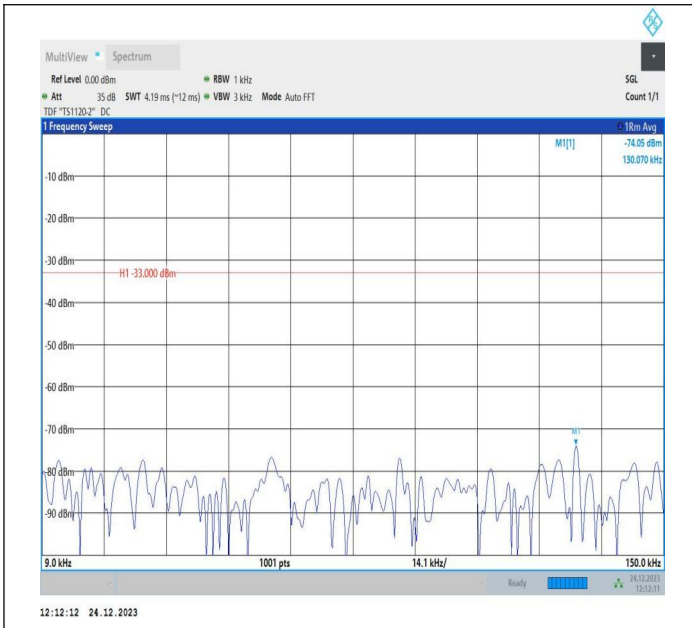 R S
MultiView Spectrum
Ref Level 0.00 dBm RBW 1 kHz SGL
Att 35 dB SWT 4.19 ms (~12 ms) VBW 3 kHz Mode Auto FFT Count 1/1
TDF "TS1120-2" DC
1 Frequency Sweep 1Rm Avg
M1[1] -74.05 dBm
130.070 kHz
-10 dBm
-20 dBm
-30 dBm
H1 -33.000 dBm
-40 dBm
-50 dBm
-60 dBm
-70 dBm
M1
-80 dBm
-90 dBm
9.0 kHz 1001 pts 14.1 kHz/ 150.0 kHz
Ready 24.12.2023
12:12:11
12:12:12 24.12.2023